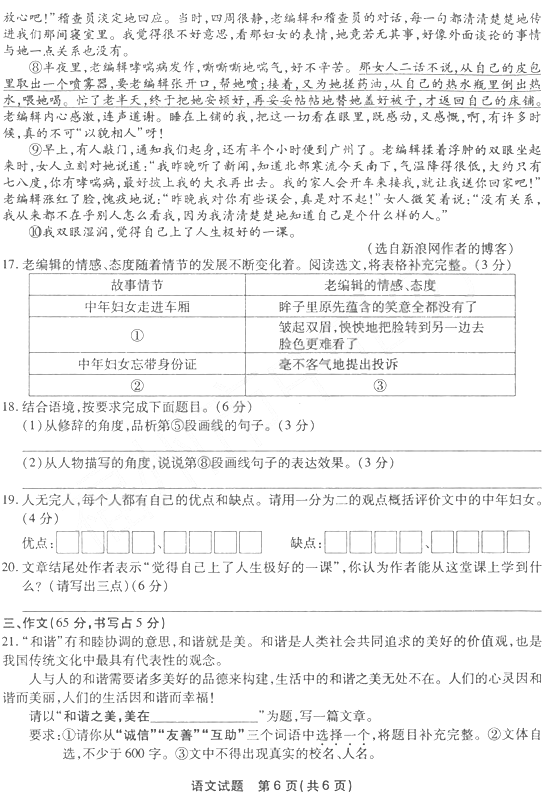 放心吧!”稽查员淡定地回应。当时,四周很静,老编辑和稽查员的对话,每一句都清清楚楚地传
进我们那间寝室里。我觉得很不好意思,看那妇女的表情,她竟若无其事,好像外面谈论的事情
与她一点关系也没有。
⑧半夜里,老编辑哮喘病发作,嘶嘶嘶地喘气,好不辛苦。那女人二话不说,从自己的皮包
里取出一个喷雾器,要老编辑张开口,帮她喷;接着,又为她搓药油,从自己的热水瓶里倒出热
水,喂她喝。忙了老半天,终于把她安顿好,再妥妥帖帖地替她盖好被子,才返回自己的床铺。
老编辑内心感激,连声道谢。睡在上铺的我,把这一切看在眼里,既感动,又感慨,啊,有许多时
候,真的不可“以貌相人”呀!
⑨早上,有人敲门,通知我们起身,还有半个小时便到广州了。老编辑揉着浮肿的双眼坐起
来时,女人立刻对她说道:“我昨晚听了新闻,知道北部寒流今天南下,气温降得很低,大约只有
七八度,你有哮喘病,最好披上我的大衣再出去。我的家人会开车来接我,就让我送你回家吧!”
老编辑涨红了脸,愧疚地说:“昨晚我对你有些误会,真是对不起!”女人微笑着说:“没有关系,
我从来都不在乎别人怎么看我,因为我清清楚楚地知道自己是个什么样的人。”
⑩我双眼湿润,觉得自己上了人生极好的一课。
(选自新浪网作者的博客)
17. 老编辑的情感、态度随着情节的发展不断变化着。阅读选文,将表格补充完整。(3 分)
故事情节 老编辑的情感、态度
中年妇女走进车厢 眸子里原先蕴含的笑意全都没有了
① 皱起双眉,怏怏地把脸转到另一边去
脸色更难看了
中年妇女忘带身份证 毫不客气地提出投诉
② ③
18. 结合语境,按要求完成下面题目。(6 分)
(1)从修辞的角度,品析第⑤段画线的句子。(3 分)
(2)从人物描写的角度,说说第⑧段画线句子的表达效果。(3 分)
19. 人无完人,每个人都有自己的优点和缺点。请用一分为二的观点概括评价文中的中年妇女。
(4 分)
优点: 、 缺点: 、
20. 文章结尾处作者表示“觉得自己上了人生极好的一课”,你认为作者能从这堂课上学到什
么?(请写出三点)(6 分)
三、作文(65 分,书写占 5 分)
21. “和谐”有和睦协调的意思,和谐就是美。和谐是人类社会共同追求的美好的价值观,也是
我国传统文化中最具有代表性的观念。
人与人的和谐需要诸多美好的品德来构建,生活中的和谐之美无处不在。人们的心灵因和
谐而美丽,人们的生活因和谐而幸福!
请以“和谐之美,美在____________”为题,写一篇文章。
要求:①请你从“诚信”“友善”“互助”三个词语中选择一个,将题目补充完整。②文体自
选,不少于 600 字。③文中不得出现真实的校名、人名。
语文试题 第 6 页(共 6 页)